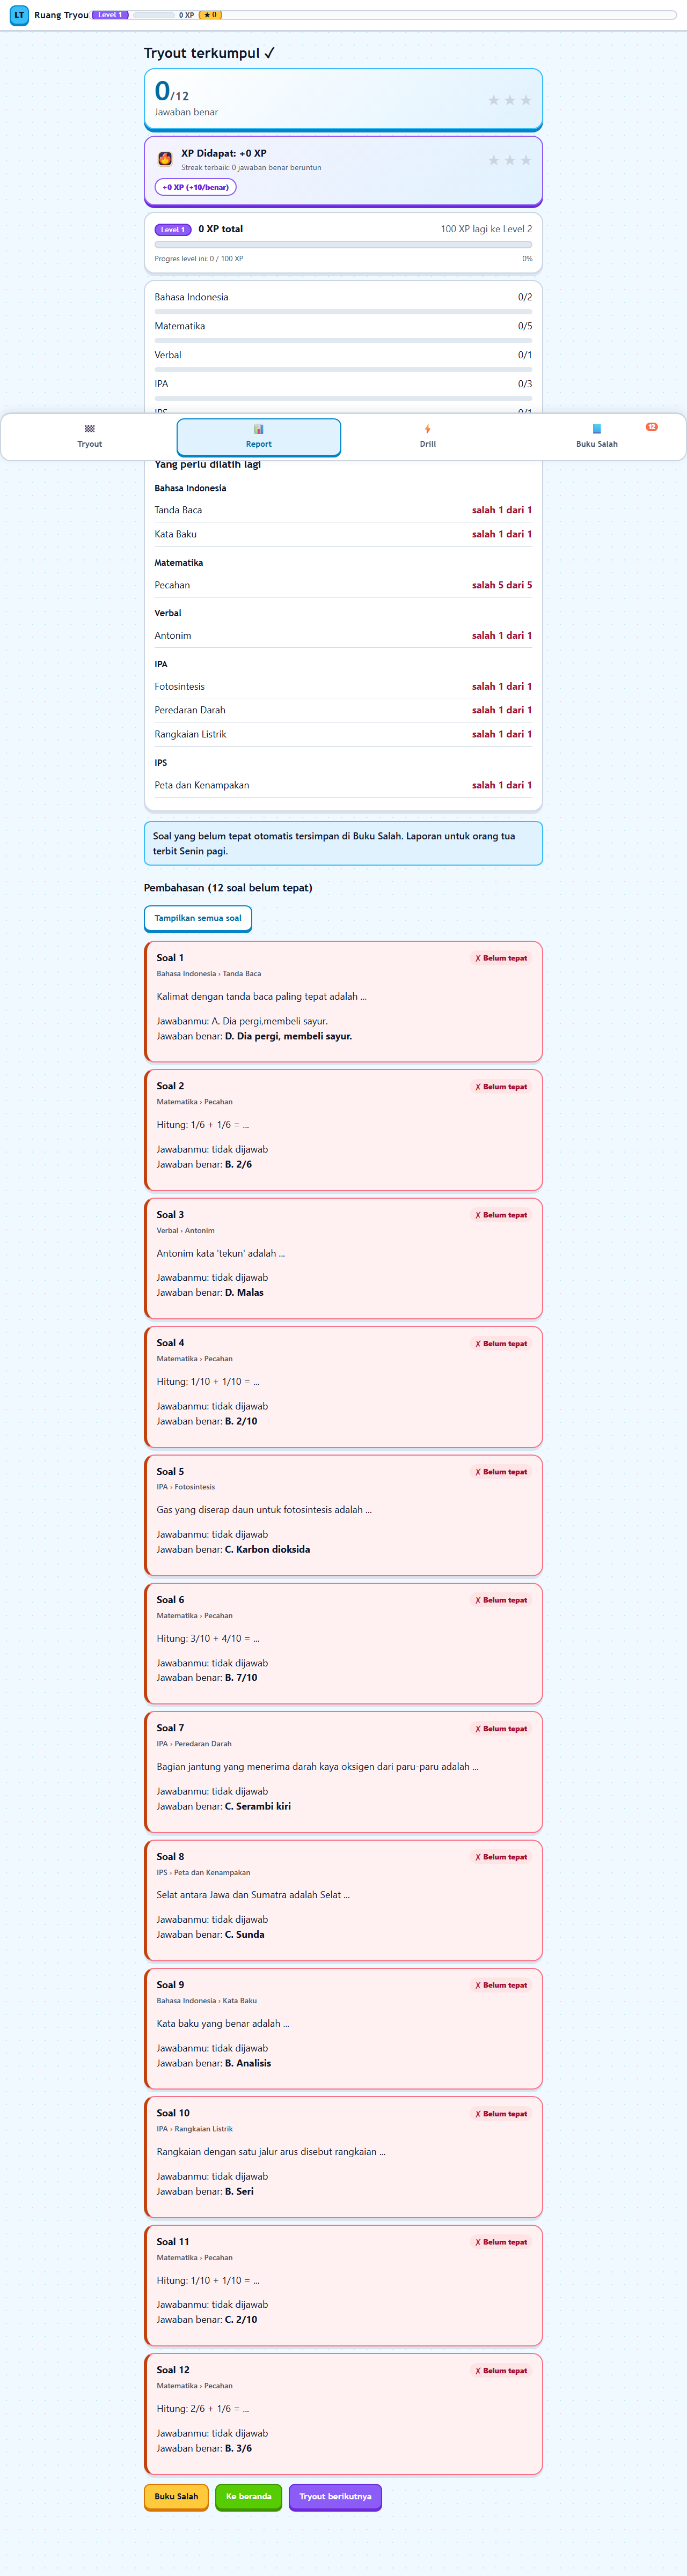 LT Ruang Tryou Level 1 0 XP ★ 0
Tryout terkumpul ✓
0/12
Jawaban benar
★ ★ ★
XP Didapat: +0 XP
Streak terbaik: 0 jawaban benar beruntun
★ ★ ★
+0 XP (+10/benar)
Level 1 0 XP total 100 XP lagi ke Level 2
Progres level ini: 0 / 100 XP 0%
Bahasa Indonesia 0/2
Matematika 0/5
Verbal 0/1
IPA 0/3
IPS 0/1
Tryout Report Drill Buku Salah 12
Yang perlu dilatih lagi
Bahasa Indonesia
Tanda Baca salah 1 dari 1
Kata Baku salah 1 dari 1
Matematika
Pecahan salah 5 dari 5
Verbal
Antonim salah 1 dari 1
IPA
Fotosintesis salah 1 dari 1
Peredaran Darah salah 1 dari 1
Rangkaian Listrik salah 1 dari 1
IPS
Peta dan Kenampakan salah 1 dari 1
Soal yang belum tepat otomatis tersimpan di Buku Salah. Laporan untuk orang tua
terbit Senin pagi.
Pembahasan (12 soal belum tepat)
Tampilkan semua soal
Soal 1 ✗ Belum tepat
Bahasa Indonesia › Tanda Baca
Kalimat dengan tanda baca paling tepat adalah ...
Jawabanmu: A. Dia pergi,membeli sayur.
Jawaban benar: D. Dia pergi, membeli sayur.
Soal 2 ✗ Belum tepat
Matematika › Pecahan
Hitung: 1/6 + 1/6 = ...
Jawabanmu: tidak dijawab
Jawaban benar: B. 2/6
Soal 3 ✗ Belum tepat
Verbal › Antonim
Antonim kata 'tekun' adalah ...
Jawabanmu: tidak dijawab
Jawaban benar: D. Malas
Soal 4 ✗ Belum tepat
Matematika › Pecahan
Hitung: 1/10 + 1/10 = ...
Jawabanmu: tidak dijawab
Jawaban benar: B. 2/10
Soal 5 ✗ Belum tepat
IPA › Fotosintesis
Gas yang diserap daun untuk fotosintesis adalah ...
Jawabanmu: tidak dijawab
Jawaban benar: C. Karbon dioksida
Soal 6 ✗ Belum tepat
Matematika › Pecahan
Hitung: 3/10 + 4/10 = ...
Jawabanmu: tidak dijawab
Jawaban benar: B. 7/10
Soal 7 ✗ Belum tepat
IPA › Peredaran Darah
Bagian jantung yang menerima darah kaya oksigen dari paru-paru adalah ...
Jawabanmu: tidak dijawab
Jawaban benar: C. Serambi kiri
Soal 8 ✗ Belum tepat
IPS › Peta dan Kenampakan
Selat antara Jawa dan Sumatra adalah Selat ...
Jawabanmu: tidak dijawab
Jawaban benar: C. Sunda
Soal 9 ✗ Belum tepat
Bahasa Indonesia › Kata Baku
Kata baku yang benar adalah ...
Jawabanmu: tidak dijawab
Jawaban benar: B. Analisis
Soal 10 ✗ Belum tepat
IPA › Rangkaian Listrik
Rangkaian dengan satu jalur arus disebut rangkaian ...
Jawabanmu: tidak dijawab
Jawaban benar: B. Seri
Soal 11 ✗ Belum tepat
Matematika › Pecahan
Hitung: 1/10 + 1/10 = ...
Jawabanmu: tidak dijawab
Jawaban benar: C. 2/10
Soal 12 ✗ Belum tepat
Matematika › Pecahan
Hitung: 2/6 + 1/6 = ...
Jawabanmu: tidak dijawab
Jawaban benar: B. 3/6
Buku Salah Ke beranda Tryout berikutnya